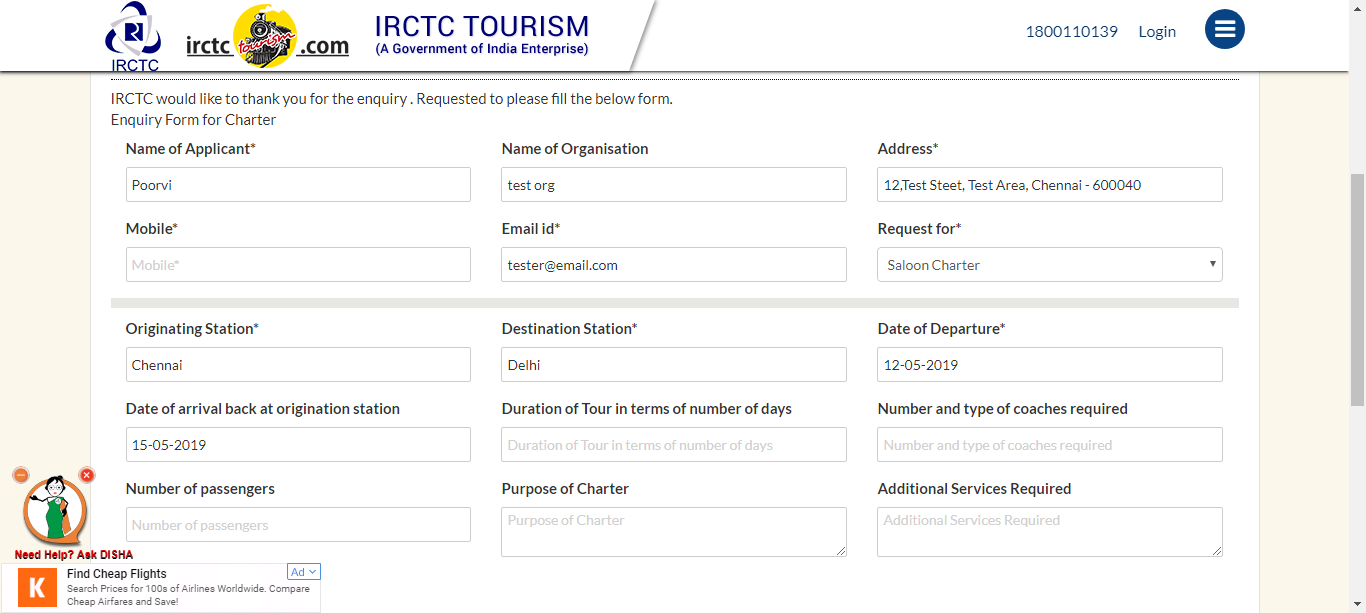 IRCTC
irctc tourism .com
IRCTC TOURISM
(A Government of India Enterprise)
1800110139 Login
IRCTC would like to thank you for the enquiry . Requested to please fill the below form.
Enquiry Form for Charter
Name of Applicant* Name of Organisation Address*
Poorvi test org 12,Test Steet, Test Area, Chennai - 600040
Mobile* Email id* Request for*
Mobile* tester@email.com Saloon Charter
Originating Station* Destination Station* Date of Departure*
Chennai Delhi 12-05-2019
Date of arrival back at origination station Duration of Tour in terms of number of days Number and type of coaches required
15-05-2019 Duration of Tour in terms of number of days Number and type of coaches required
Number of passengers Purpose of Charter Additional Services Required
Number of passengers Purpose of Charter Additional Services Required
Need Help? Ask DISHA
K
Find Cheap Flights Ad
Search Prices for 100s of Airlines Worldwide. Compare
Cheap Airfares and Save!